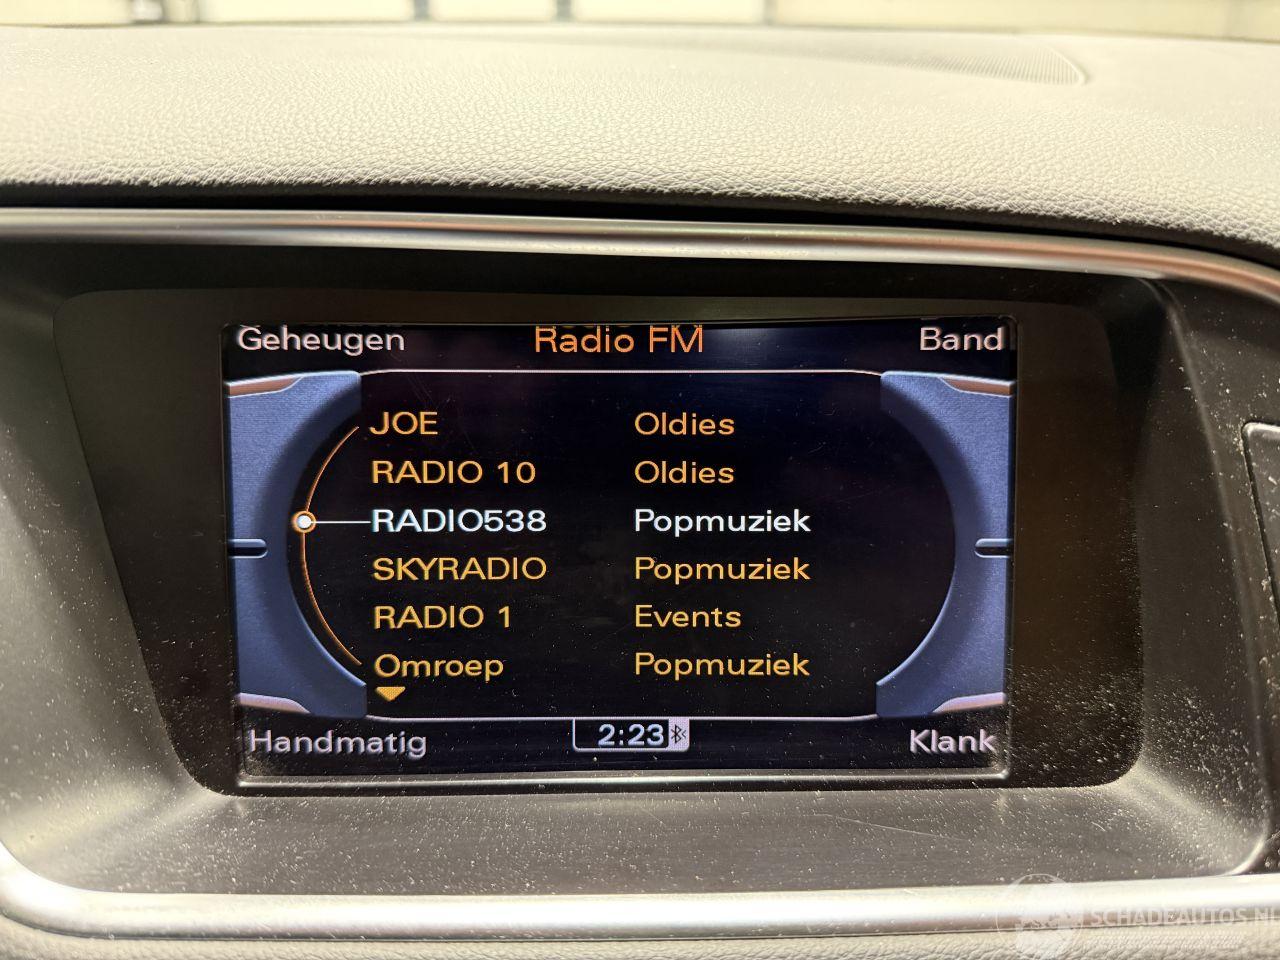 Geheugen Radio FM Band
JOE Oldies
RADIO 10 Oldies
RADIO538 Popmuziek
SKYRADIO Popmuziek
RADIO 1 Events
Omroep Popmuziek
Handmatig 2:23 Klank
SCHADEAUTOS.NL